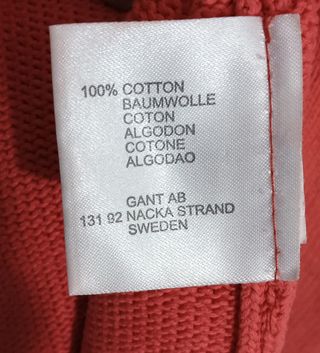 100% COTTON
BAUMWOLLE
COTON
ALGODON
COTONE
ALGODAO
GANT AB
131 92 NACKA STRAND
SWEDEN